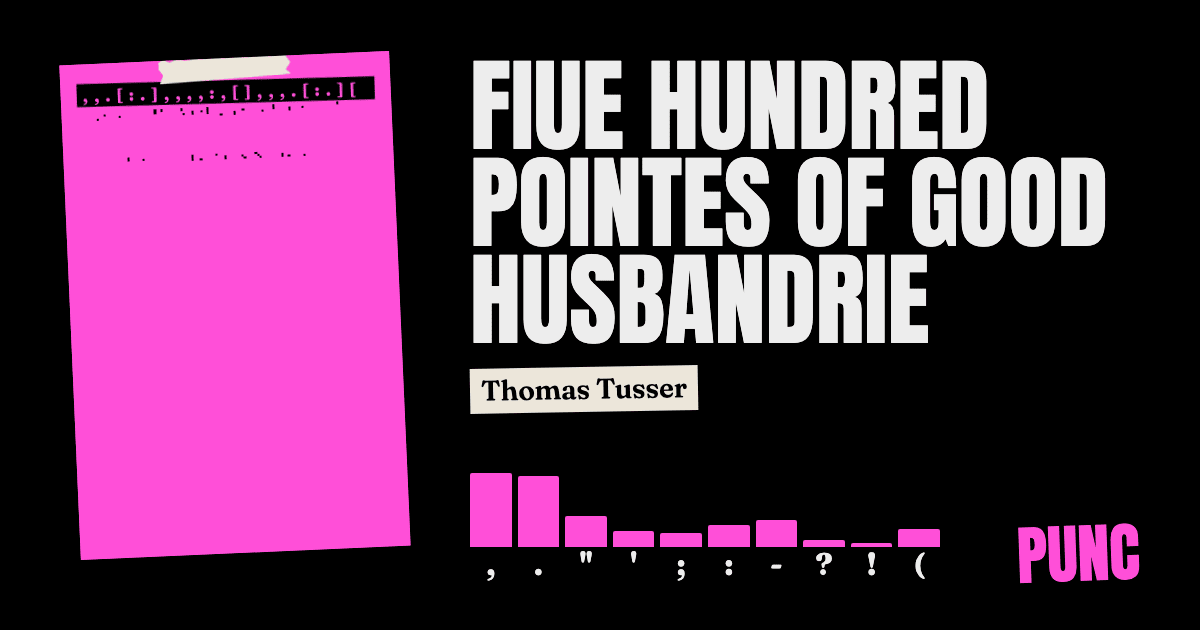 ,,.[:.],,,,:,[],,,.[:.][
FIUE HUNDRED
POINTES OF GOOD
HUSBANDRIE
Thomas Tusser
, . " ' ; : - ? ! (
PUNC